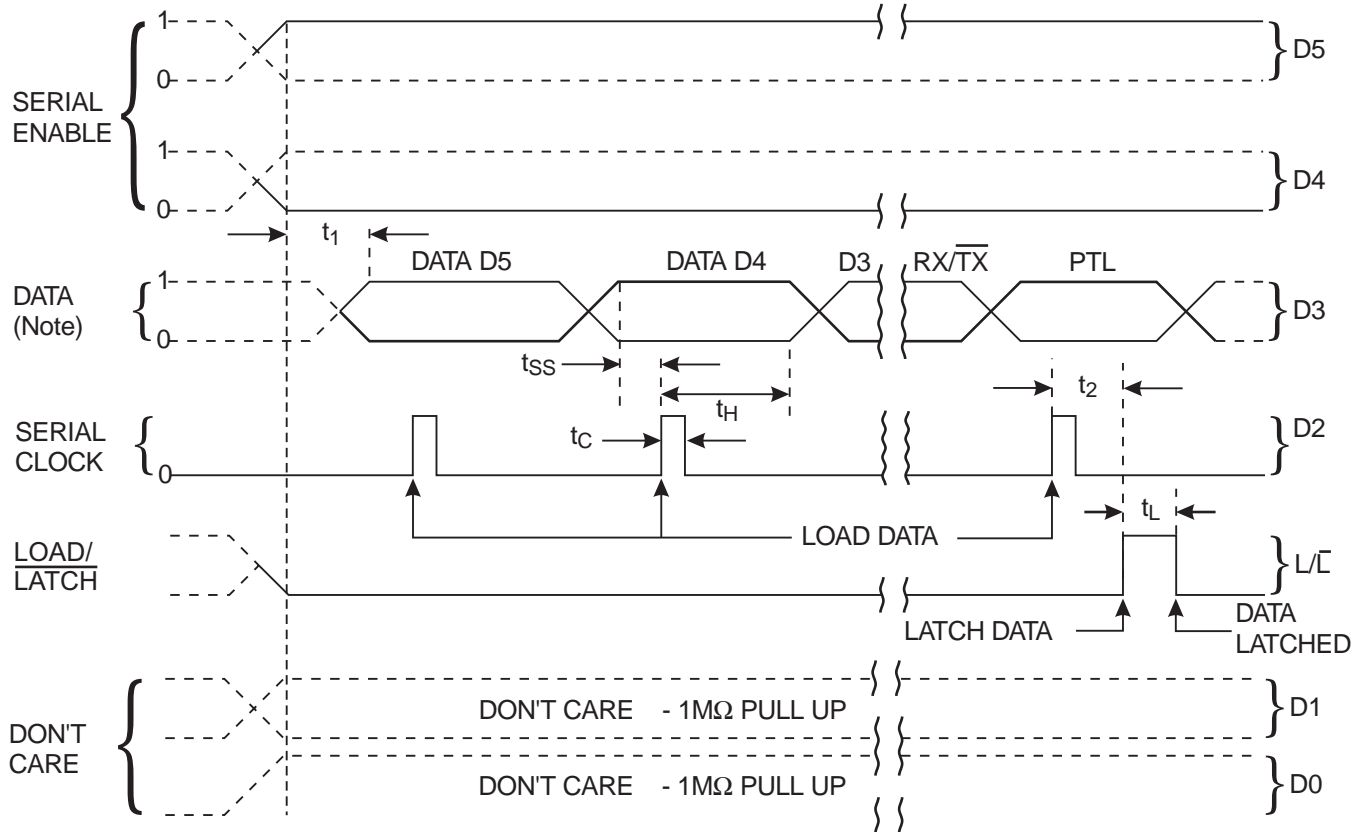 1
0
SERIAL
ENABLE
D5
1
0
D4
t1
DATA D5
DATA D4
D3
RX/T̅X̅
PTL
DATA
(Note)
1
0
D3
tSS
tH
t2
SERIAL
CLOCK
0
tC
D2
tL
LOAD DATA
LOAD/
L̅A̅T̅C̅H̅
L/L̅
LATCH DATA
DATA
LATCHED
DON'T
CARE
DON'T CARE - 1MΩ PULL UP
D1
DON'T CARE - 1MΩ PULL UP
D0